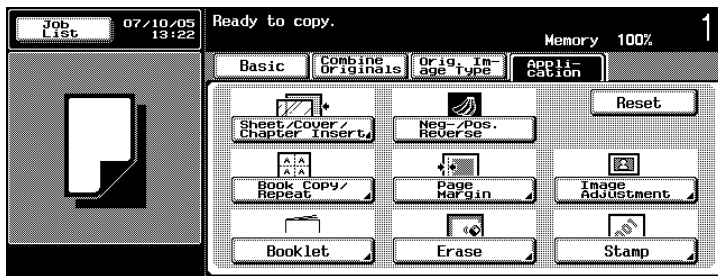 Job
List
07/10/05
13:22
Ready to copy.
Memory 100%
1
Basic
Combine
Originals
Orig. Im-
age Type
Appli-
cation
Sheet/Cover/
Chapter Insert
Neg-/Pos.
Reverse
Reset
A A
A A
Book Copy/
Repeat
Page
Margin
Image
Adjustment
Booklet
Erase
001
Stamp